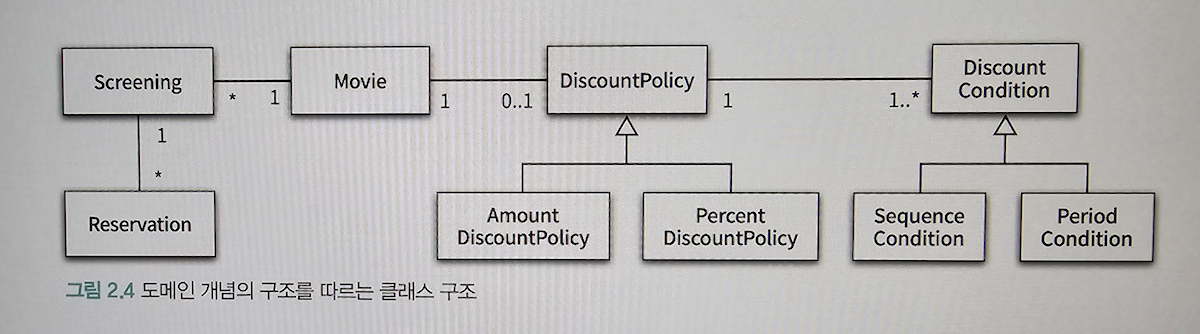 Screening
*
1
Movie
1
0..1
DiscountPolicy
1
1..*
Discount
Condition
1
*
Reservation
Amount
DiscountPolicy
Percent
DiscountPolicy
Sequence
Condition
Period
Condition
그림 2.4 도메인 개념의 구조를 따르는 클래스 구조